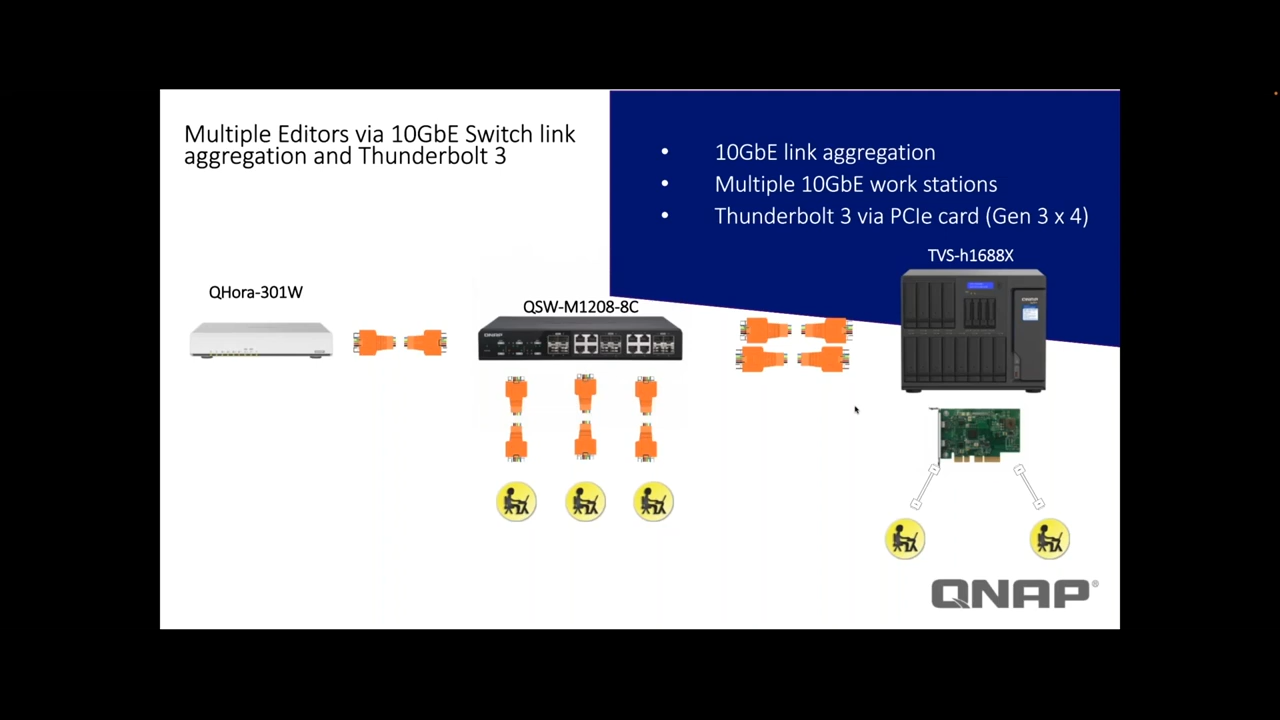 Multiple Editors via 10GbE Switch link
aggregation and Thunderbolt 3
• 10GbE link aggregation
• Multiple 10GbE work stations
• Thunderbolt 3 via PCIe card (Gen 3 x 4)
TVS-h1688X
QHora-301W
QSW-M1208-8C
QNAP
QNAP®